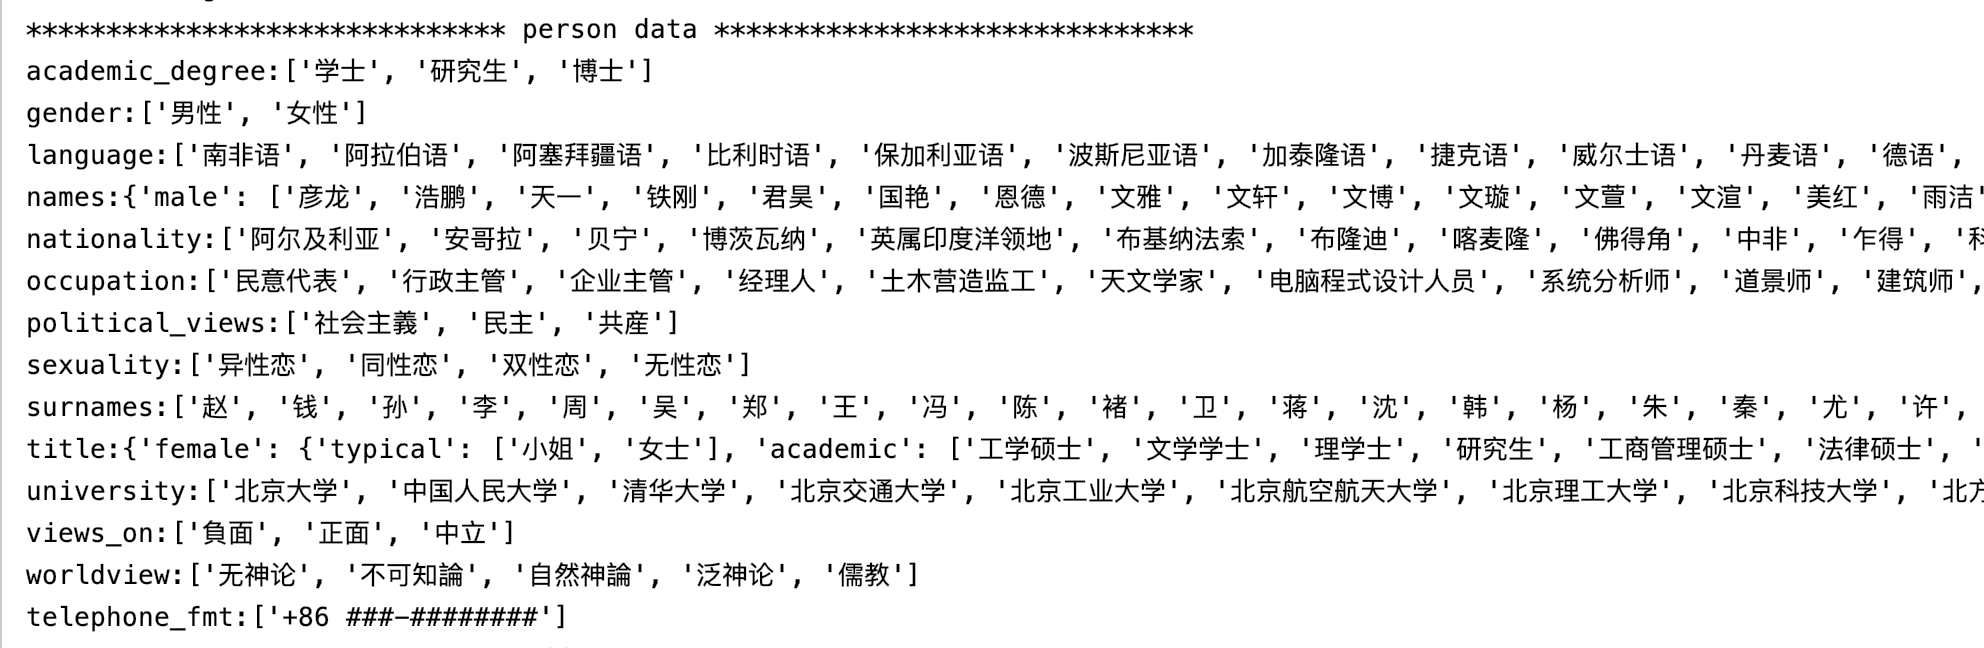 ****************************** person data ******************************
academic_degree:['学士', '研究生', '博士']
gender:['男性', '女性']
language:['南非语', '阿拉伯语', '阿塞拜疆语', '比利时语', '保加利亚语', '波斯尼亚语', '加泰隆语', '捷克语', '威尔士语', '丹麦语', '德语',
names:{'male': ['彦龙', '浩鹏', '天一', '铁刚', '君昊', '国艳', '恩德', '文雅', '文轩', '文博', '文璇', '文萱', '文渲', '美红', '雨洁'
nationality:['阿尔及利亚', '安哥拉', '贝宁', '博茨瓦纳', '英属印度洋领地', '布基纳法索', '布隆迪', '喀麦隆', '佛得角', '中非', '乍得', '科
occupation:['民意代表', '行政主管', '企业主管', '经理人', '土木营造监工', '天文学家', '电脑程式设计人员', '系统分析师', '道景师', '建筑师',
political_views:['社会主義', '民主', '共産']
sexuality:['异性恋', '同性恋', '双性恋', '无性恋']
surnames:['赵', '钱', '孙', '李', '周', '吴', '郑', '王', '冯', '陈', '褚', '卫', '蒋', '沈', '韩', '杨', '朱', '秦', '尤', '许',
title:{'female': {'typical': ['小姐', '女士'], 'academic': ['工学硕士', '文学学士', '理学士', '研究生', '工商管理硕士', '法律硕士', '
university:['北京大学', '中国人民大学', '清华大学', '北京交通大学', '北京工业大学', '北京航空航天大学', '北京理工大学', '北京科技大学', '北方
views_on:['負面', '正面', '中立']
worldview:['无神论', '不可知論', '自然神論', '泛神论', '儒教']
telephone_fmt:['+86 ###-########']